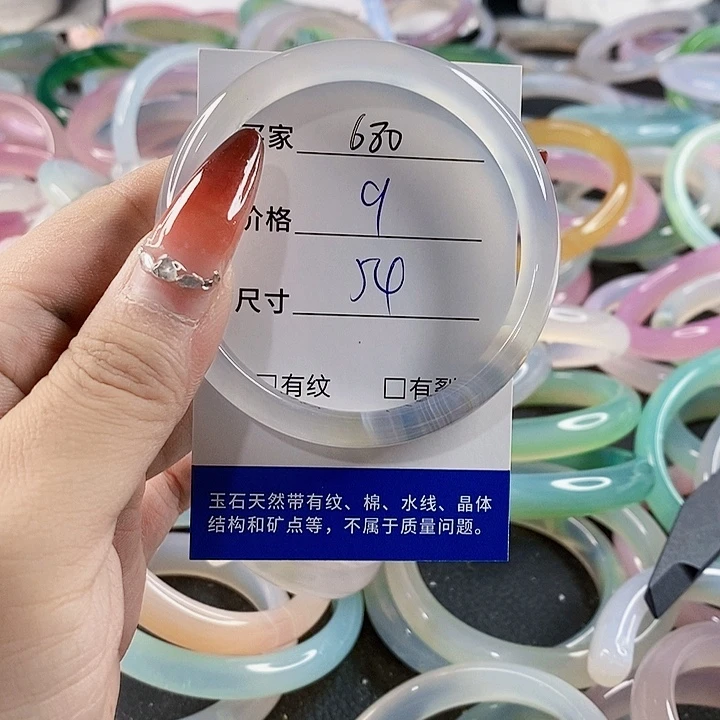 家 680
价格 9
尺寸 54
□有纹 □有裂
玉石天然带有纹、棉、水线、晶体
结构和矿点等，不属于质量问题。